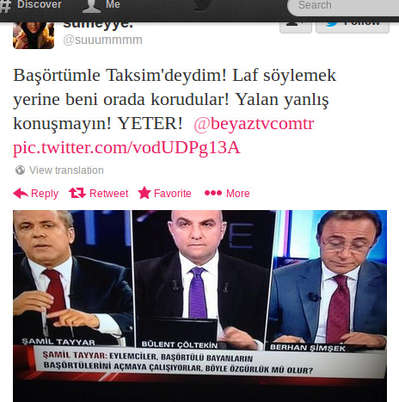 # Discover Me Search
sümeyye. Follow
@suuummmm
Başörtümle Taksim'deydim! Laf söylemek
yerine beni orada korudular! Yalan yanlış
konuşmayın! YETER! @beyaztvcomtr
pic.twitter.com/vodUDPg13A
View translation
Reply Retweet Favorite More
ŞAMİL TAYYAR
BÜLENT ÇÖLTEKİN
BERHAN ŞİMŞEK
ŞAMİL TAYYAR: EYLEMCİLER, BAŞÖRTÜLÜ BAYANLARIN
BAŞÖRTÜLERİNİ AÇMAYA ÇALIŞIYORLAR, BÖYLE ÖZGÜRLÜK MÜ OLUR?